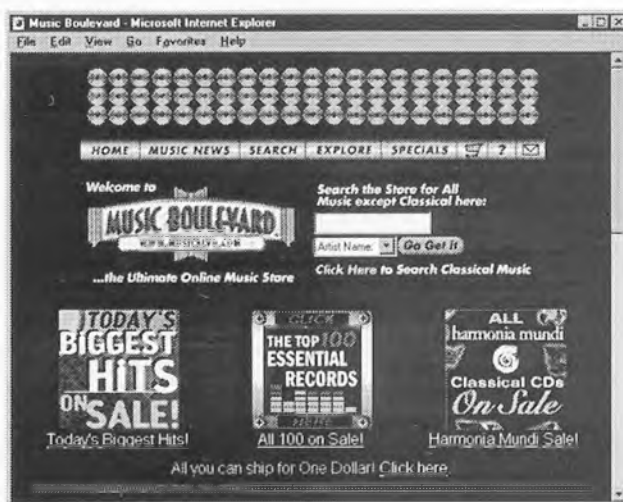 Music Boulevard - Microsoft Internet Explorer
File Edit View Go Favorites Help
HOME MUSIC NEWS SEARCH EXPLORE SPECIALS ?
Welcome to
MUSIC BOULEVARD
WWW.MUSICBLVD.COM
...the Ultimate Online Music Store
Search the Store for All
Music except Classical here:
Artist Name: Go Get it
Click Here to Search Classical Music
TODAY'S
BIGGEST
HiTS
ON SALE!
Today's Biggest Hits!
CLICK
THE TOP 100
ESSENTIAL
RECORDS
HERE
All 100 on Sale!
ALL
harmonia mundi
Classical CDs
On Sale
Harmonia Mundi Sale!
All you can ship for One Dollar! Click here.